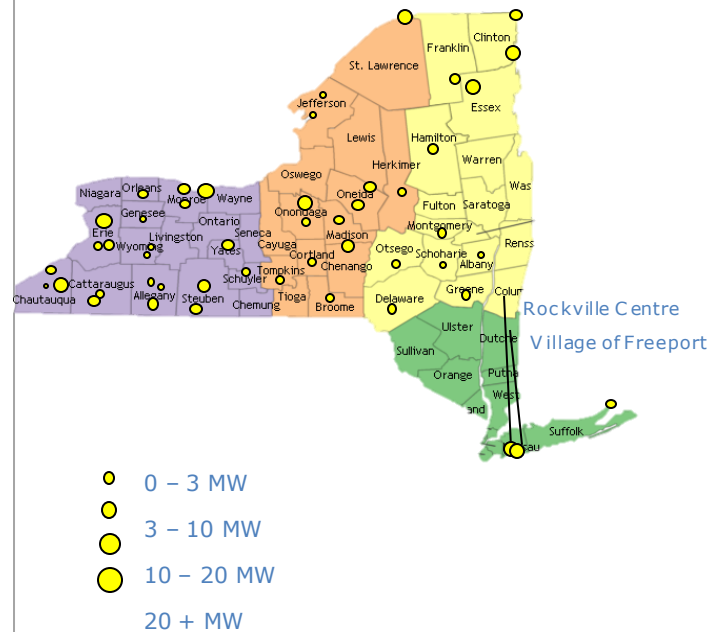 Clinton
Franklin
St. Lawrence
Essex
Jefferson
Lewis
Hamilton
Herkimer
Warren
Oswego
Was
Niagara
Orleans
Monroe
Wayne
Oneida
Fulton
Saratoga
Genesee
Onondaga
Ontario
Montgomery
Erie
Wyoming
Livingston
Seneca
Yates
Cayuga
Madison
Otsego
Schoharie
Renss
Cortland
Albany
Chenango
Tompkins
Schuyler
Cattaraugus
Chautauqua
Allegany
Steuben
Chemung
Tioga
Broome
Delaware
Greene
Colum
Rockville Centre
Ulster
Dutche
Village of Freeport
Sullivan
Orange
Putna
West
and
Suffolk
sau
0 – 3 MW
3 – 10 MW
10 – 20 MW
20 + MW